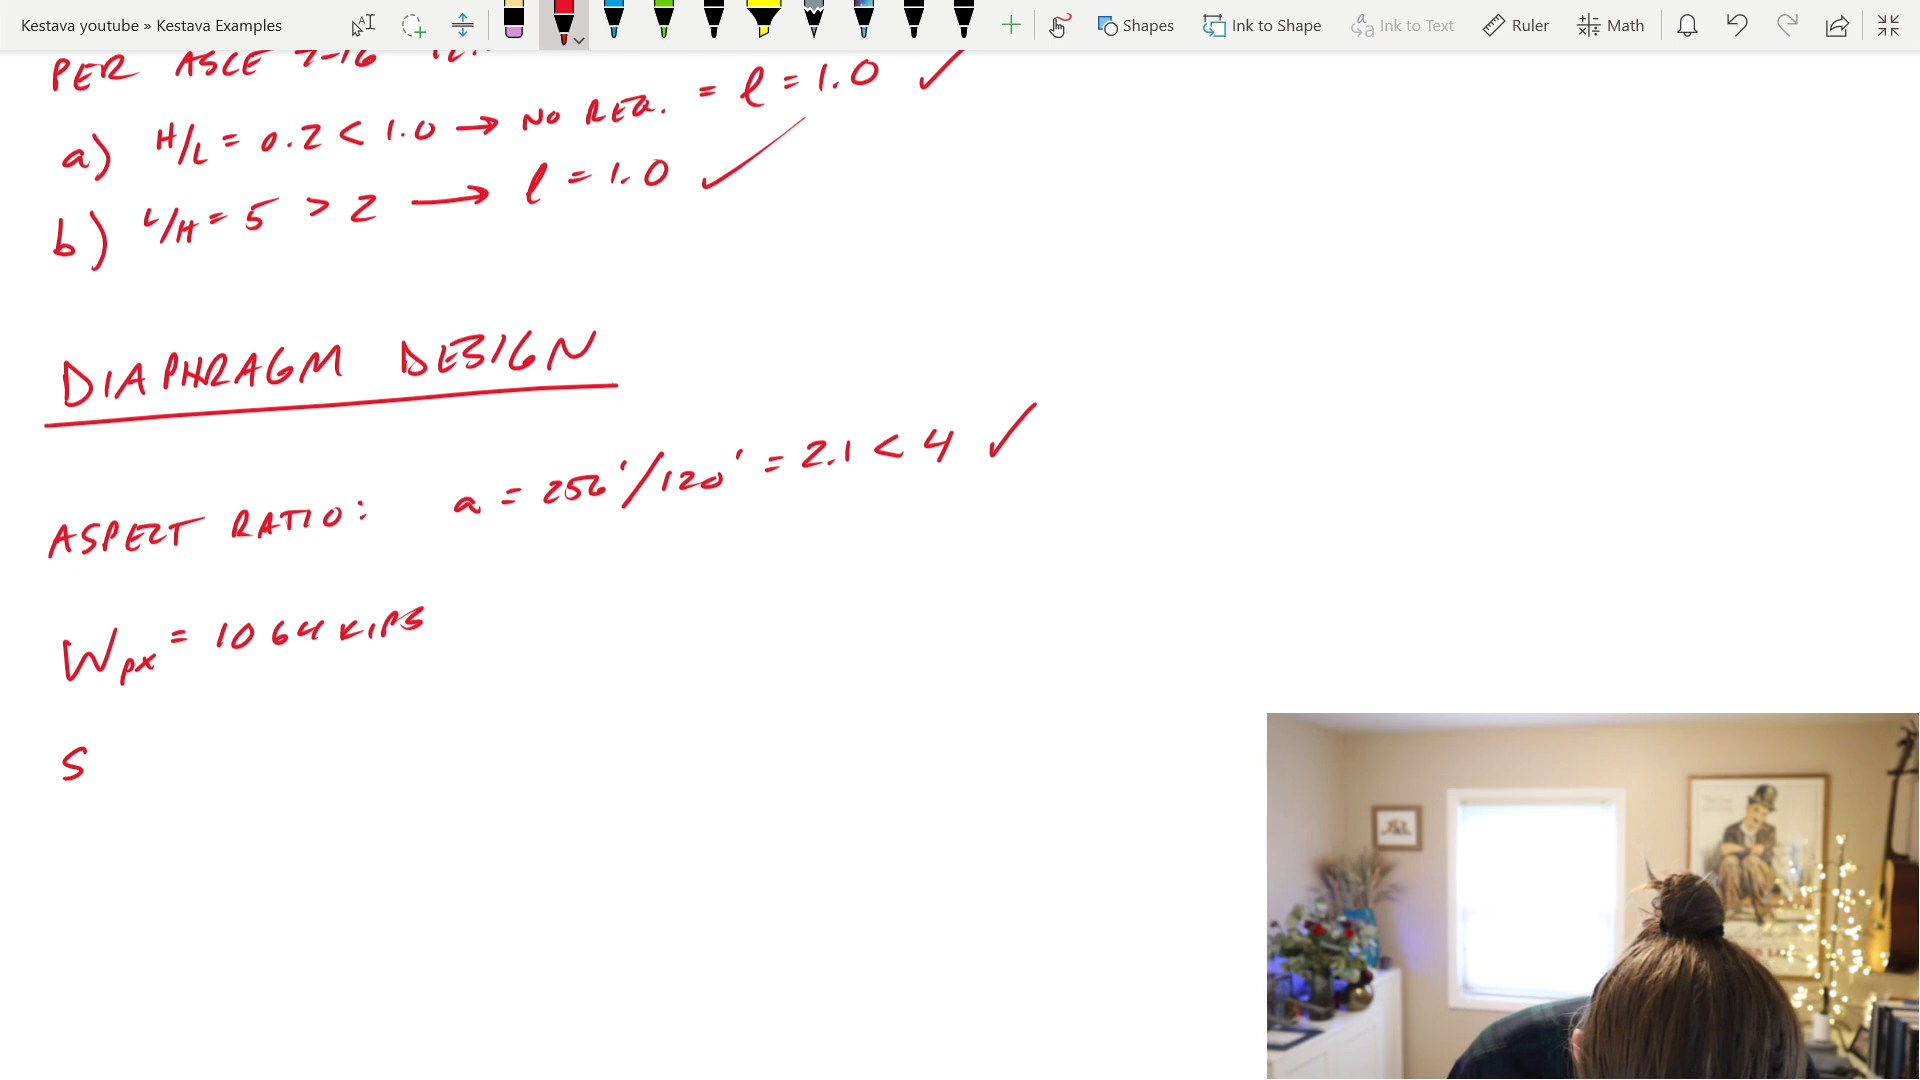 Kestava youtube » Kestava Examples
Shapes
Ink to Shape
Ink to Text
Ruler
Math
PER ASCE 7-16
a) H/L = 0.2 < 1.0 → NO REQ. = ℓ = 1.0 ✓
b) L/H = 5 > 2 → ℓ = 1.0 ✓
DIAPHRAGM DESIGN
ASPECT RATIO: a = 256'/120' = 2.1 < 4 ✓
Wpx = 1064 KIPS
S